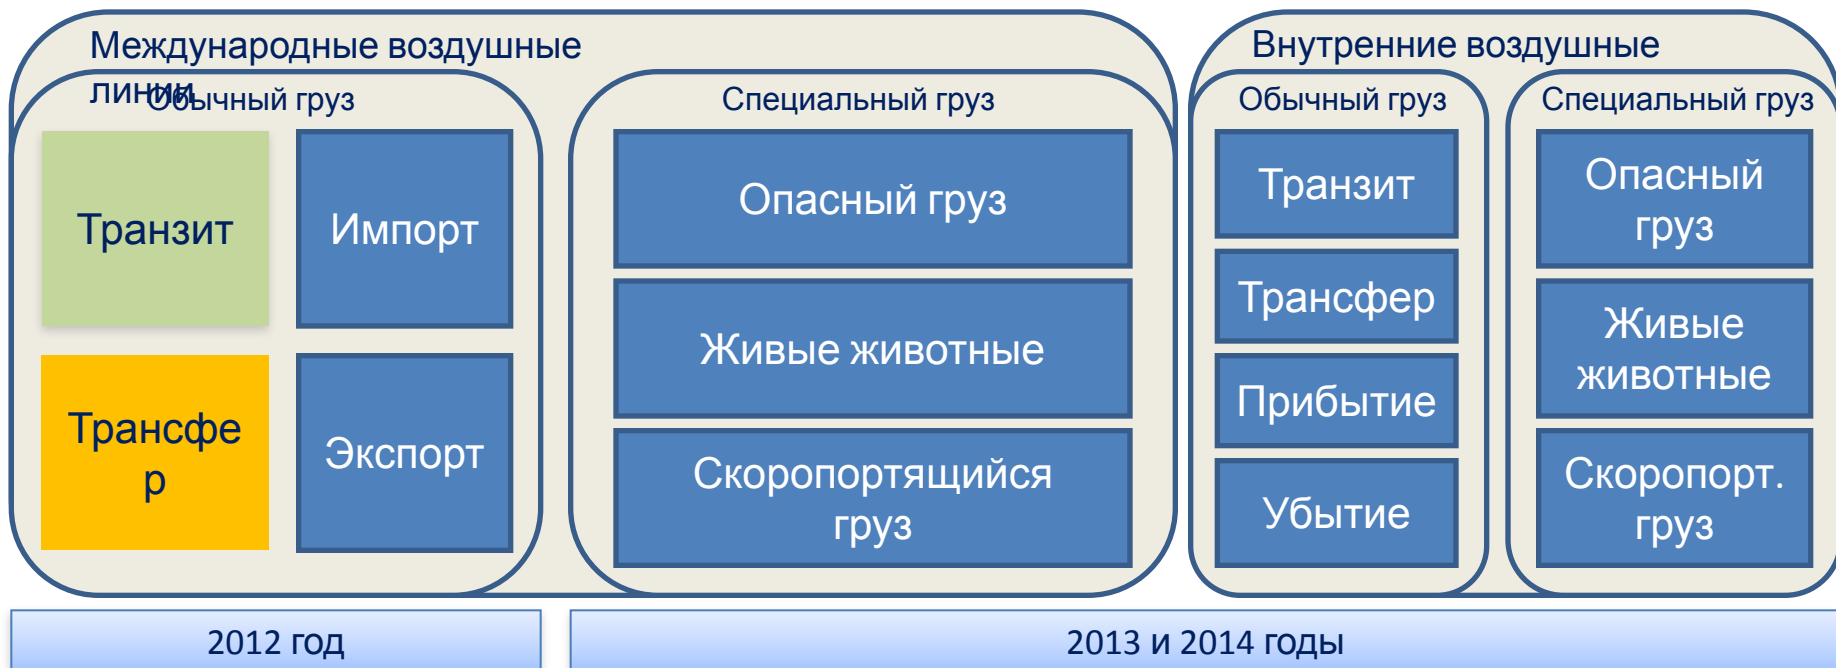 Международные воздушные
линии
Обычный груз
Транзит
Импорт
Трансфе
р
Экспорт
Специальный груз
Опасный груз
Живые животные
Скоропортящийся
груз
Внутренние воздушные
Обычный груз
Транзит
Трансфер
Прибытие
Убытие
Специальный груз
Опасный
груз
Живые
животные
Скоропорт.
груз
2012 год
2013 и 2014 годы